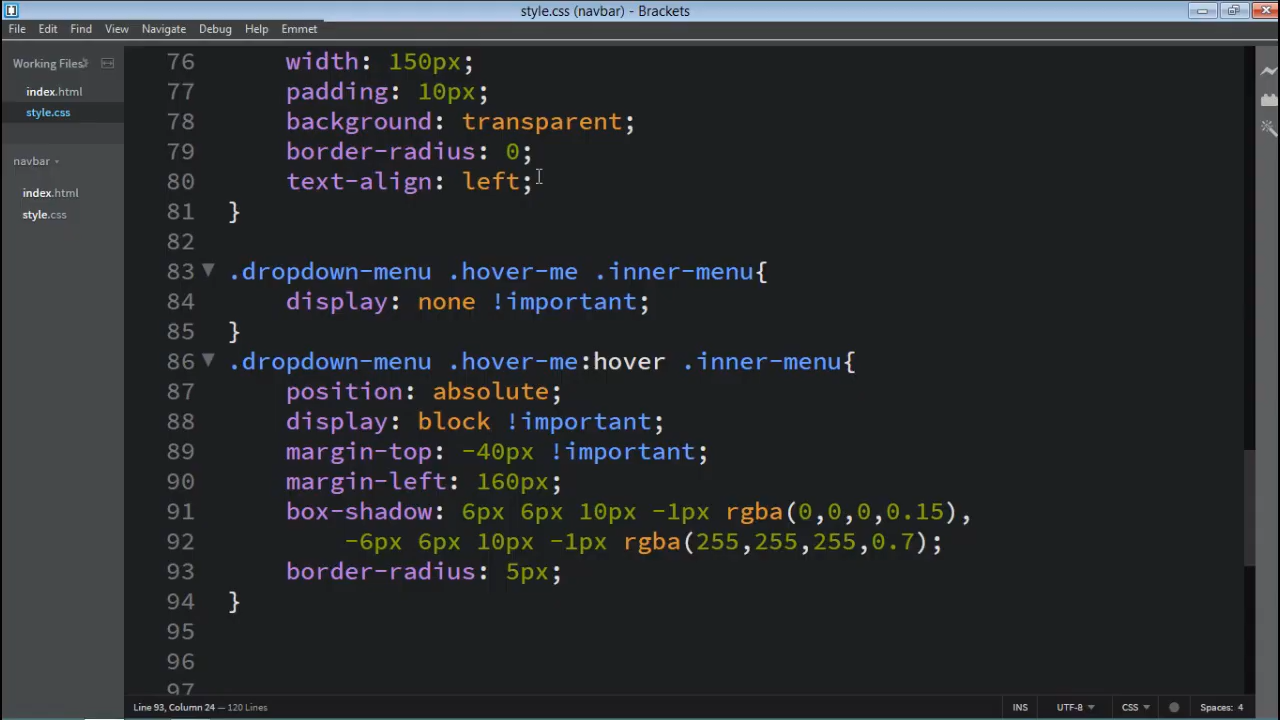 style.css (navbar) - Brackets
File Edit Find View Navigate Debug Help Emmet
Working Files
index.html
style.css
navbar
index.html
style.css
76 width: 150px;
77 padding: 10px;
78 background: transparent;
79 border-radius: 0;
80 text-align: left;
81 }
82
83 .dropdown-menu .hover-me .inner-menu{
84 display: none !important;
85 }
86 .dropdown-menu .hover-me:hover .inner-menu{
87 position: absolute;
88 display: block !important;
89 margin-top: -40px !important;
90 margin-left: 160px;
91 box-shadow: 6px 6px 10px -1px rgba(0,0,0,0.15),
92 -6px 6px 10px -1px rgba(255,255,255,0.7);
93 border-radius: 5px;
94 }
95
96
97
Line 93, Column 24 — 120 Lines
INS UTF-8 CSS Spaces: 4